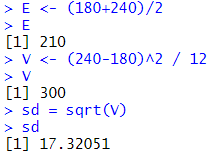 > E <- (180+240)/2
> E
[1] 210
> V <- (240-180)^2 / 12
> V
[1] 300
> sd = sqrt(V)
> sd
[1] 17.32051